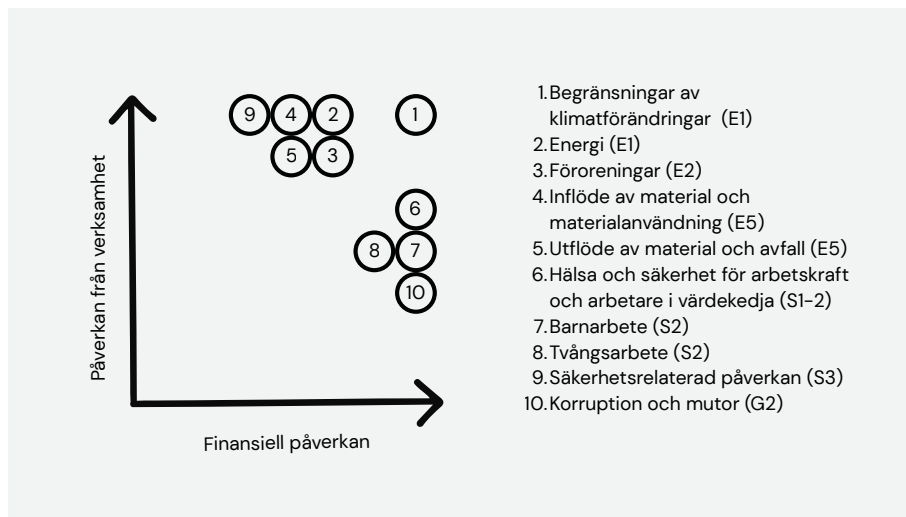 Påverkan från verksamhet
9 4 2 1
5 3
6
8 7
10
Finansiell påverkan
1. Begränsningar av
klimatförändringar (E1)
2. Energi (E1)
3. Föroreningar (E2)
4. Inflöde av material och
materialanvändning (E5)
5. Utflöde av material och avfall (E5)
6. Hälsa och säkerhet för arbetskraft
och arbetare i värdekedja (S1-2)
7. Barnarbete (S2)
8. Tvångsarbete (S2)
9. Säkerhetsrelaterad påverkan (S3)
10. Korruption och mutor (G2)